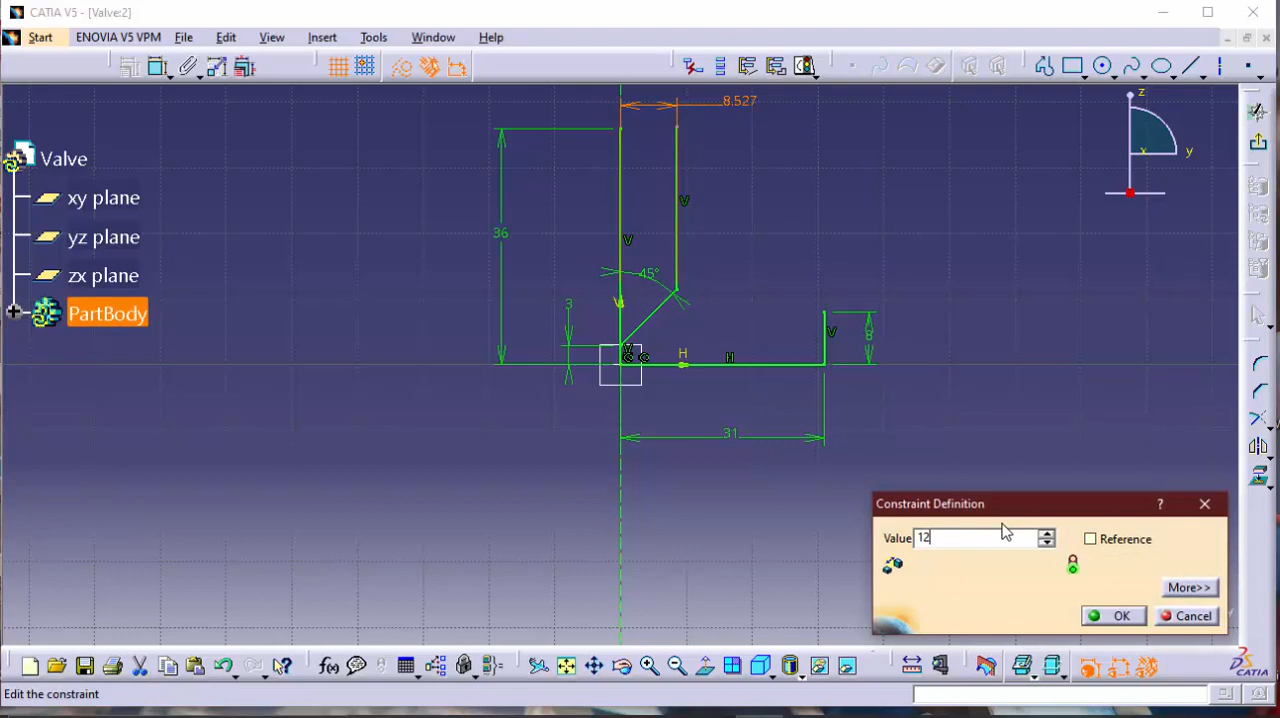 CATIA V5 - [Valve:2]
Start ENOVIA V5 VPM File Edit View Insert Tools Window Help
8.527
z
x
y
Valve
xy plane
yz plane
zx plane
PartBody
36
V
V
45°
3
V
H
H
V
8
31
Constraint Definition ?
Value 12
Reference
More>>
OK Cancel
f(x)
CATIA
Edit the constraint